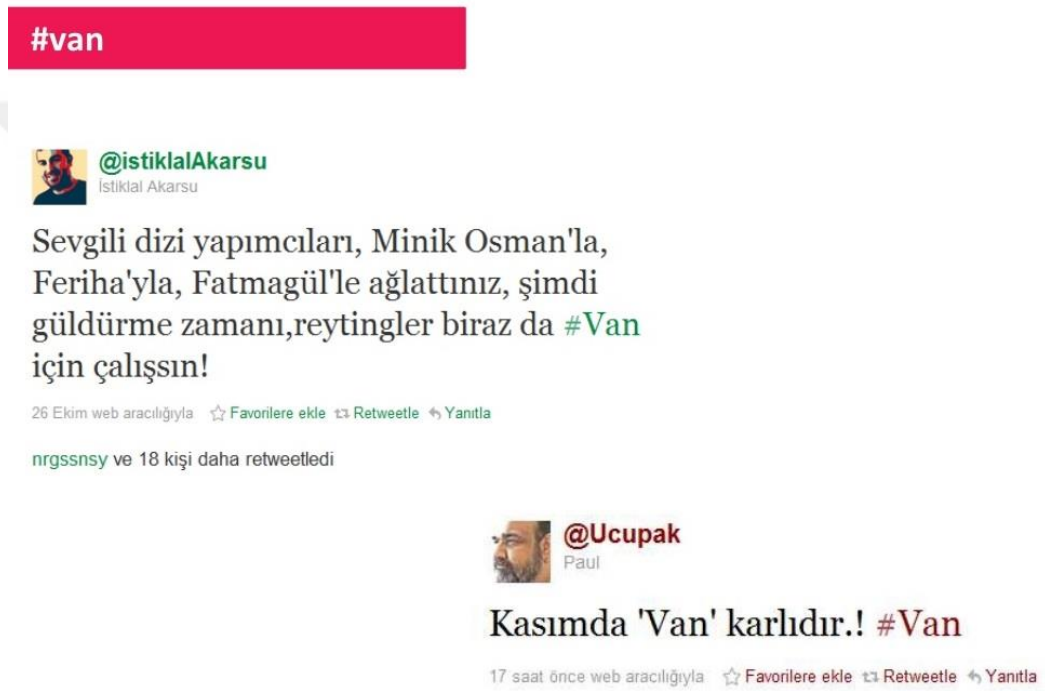 #van
@istiklalAkarsu
İstiklal Akarsu
Sevgili dizi yapımcıları, Minik Osman'la,
Feriha'yla, Fatmagül'le ağlattınız, şimdi
güldürme zamanı,reytingler biraz da #Van
için çalışsın!
26 Ekim web aracılığıyla Favorilere ekle Retweetle Yanıtla
nrgssnsy ve 18 kişi daha retweetledi
@Ucupak
Paul
Kasımda 'Van' karlıdır.! #Van
17 saat önce web aracılığıyla Favorilere ekle Retweetle Yanıtla